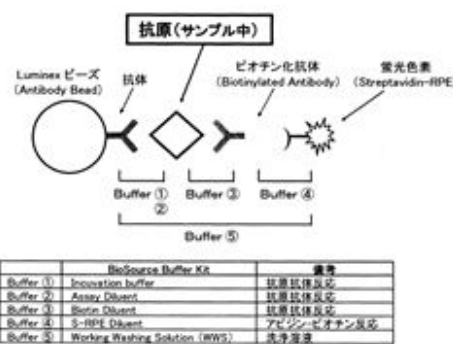 抗原(サンプル中)
Luminex ビーズ
(Antibody Bead)
抗体
ビオチン化抗体
(Biotinylated Antibody)
蛍光色素
(Streptavidin-RPE)
Buffer ①
②
Buffer ③
Buffer ④
Buffer ⑤
BioSource Buffer Kit 備考
Buffer ① Incuvation buffer 抗原抗体反応
Buffer ② Assay Diluent 抗原抗体反応
Buffer ③ Biotin Diluent 抗原抗体反応
Buffer ④ S-RPE Diluent アビジン-ビオチン反応
Buffer ⑤ Working Washing Solution (WWS) 洗浄溶液